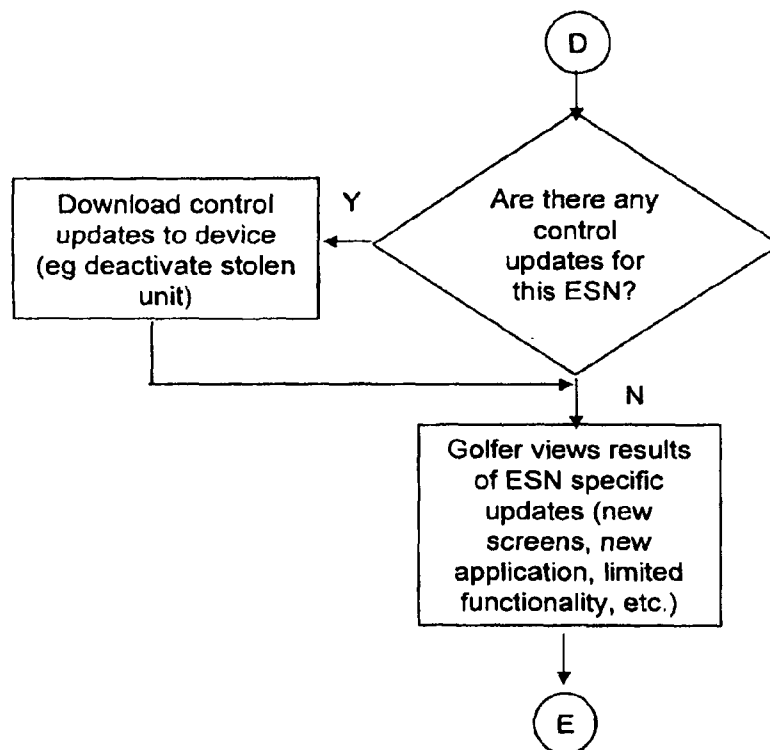 D
Are there any
control
updates for
this ESN?
Y
Download control
updates to device
(eg deactivate stolen
unit)
N
Golfer views results
of ESN specific
updates (new
screens, new
application, limited
functionality, etc.)
E